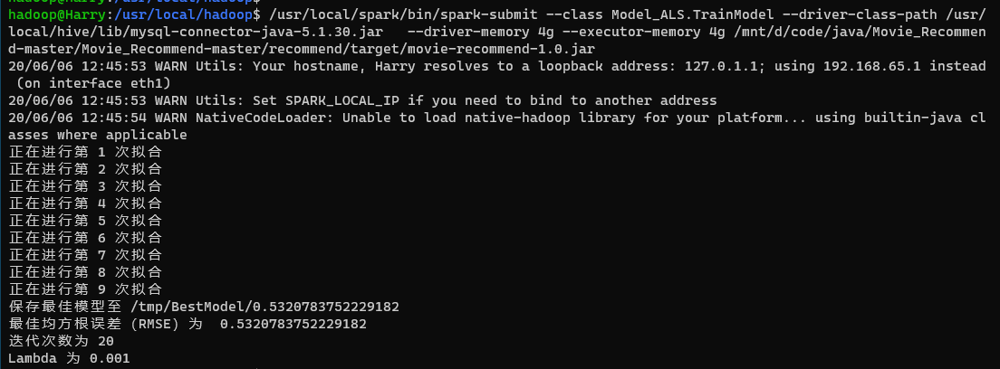 hadoop@Harry:/usr/local/hadoop$ /usr/local/spark/bin/spark-submit --class Model_ALS.TrainModel --driver-class-path /usr/
local/hive/lib/mysql-connector-java-5.1.30.jar   --driver-memory 4g --executor-memory 4g /mnt/d/code/java/Movie_Recommen
d-master/Movie_Recommend-master/recommend/target/movie-recommend-1.0.jar
20/06/06 12:45:53 WARN Utils: Your hostname, Harry resolves to a loopback address: 127.0.1.1; using 192.168.65.1 instead
 (on interface eth1)
20/06/06 12:45:53 WARN Utils: Set SPARK_LOCAL_IP if you need to bind to another address
20/06/06 12:45:54 WARN NativeCodeLoader: Unable to load native-hadoop library for your platform... using builtin-java cl
asses where applicable
正在进行第 1 次拟合
正在进行第 2 次拟合
正在进行第 3 次拟合
正在进行第 4 次拟合
正在进行第 5 次拟合
正在进行第 6 次拟合
正在进行第 7 次拟合
正在进行第 8 次拟合
正在进行第 9 次拟合
保存最佳模型至 /tmp/BestModel/0.5320783752229182
最佳均方根误差 (RMSE) 为  0.5320783752229182
迭代次数为 20
Lambda 为 0.001